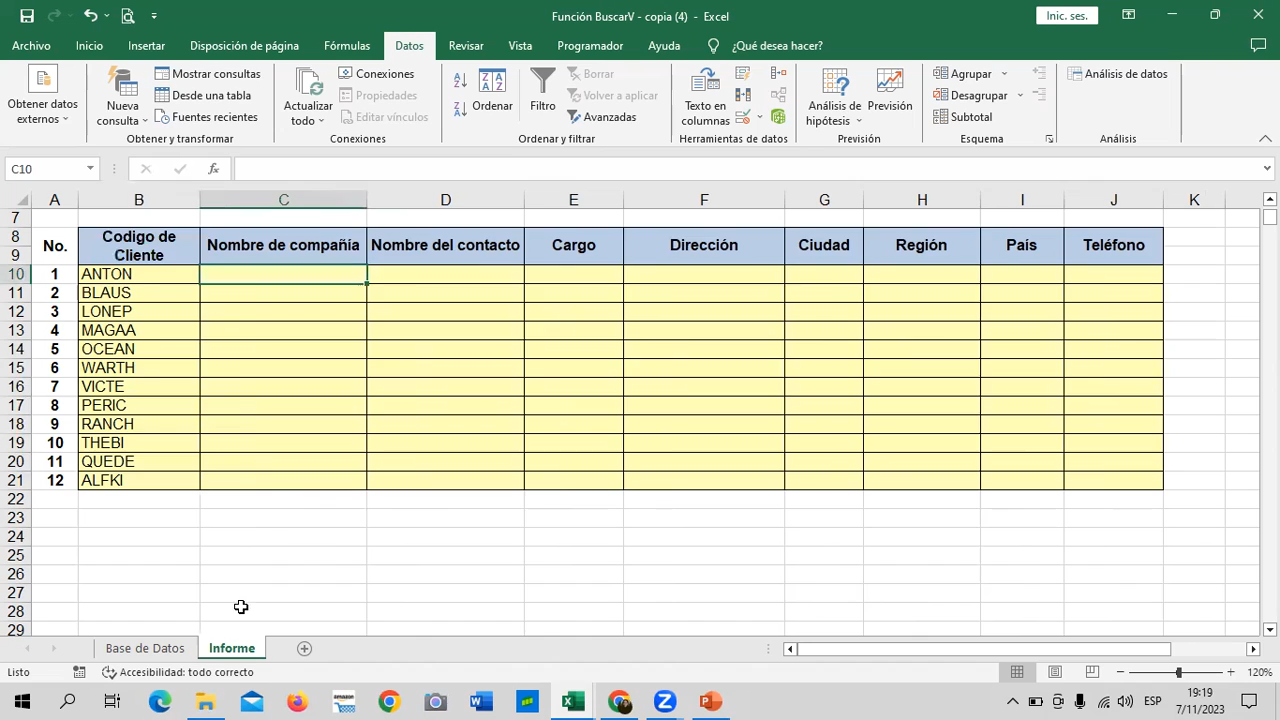 Función BuscarV - copia (4) - Excel
Inic. ses.
Archivo Inicio Insertar Disposición de página Fórmulas Datos Revisar Vista Programador Ayuda ¿Qué desea hacer?
Obtener datos externos
Nueva consulta
Mostrar consultas
Desde una tabla
Fuentes recientes
Obtener y transformar
Actualizar todo
Conexiones
Propiedades
Editar vínculos
Conexiones
Ordenar
Filtro
Borrar
Volver a aplicar
Avanzadas
Ordenar y filtrar
Texto en columnas
Herramientas de datos
Análisis de hipótesis
Previsión
Previsión
Agrupar
Desagrupar
Subtotal
Esquema
Análisis de datos
Análisis
C10 fx
A B C D E F G H I J K
7
8 9 No. Codigo de Cliente Nombre de compañia Nombre del contacto Cargo Dirección Ciudad Región País Teléfono
10 1 ANTON
11 2 BLAUS
12 3 LONEP
13 4 MAGAA
14 5 OCEAN
15 6 WARTH
16 7 VICTE
17 8 PERIC
18 9 RANCH
19 10 THEBI
20 11 QUEDE
21 12 ALFKI
22
23
24
25
26
27
28
29
Base de Datos Informe
Listo Accesibilidad: todo correcto 120%
ESP 19:19
7/11/2023